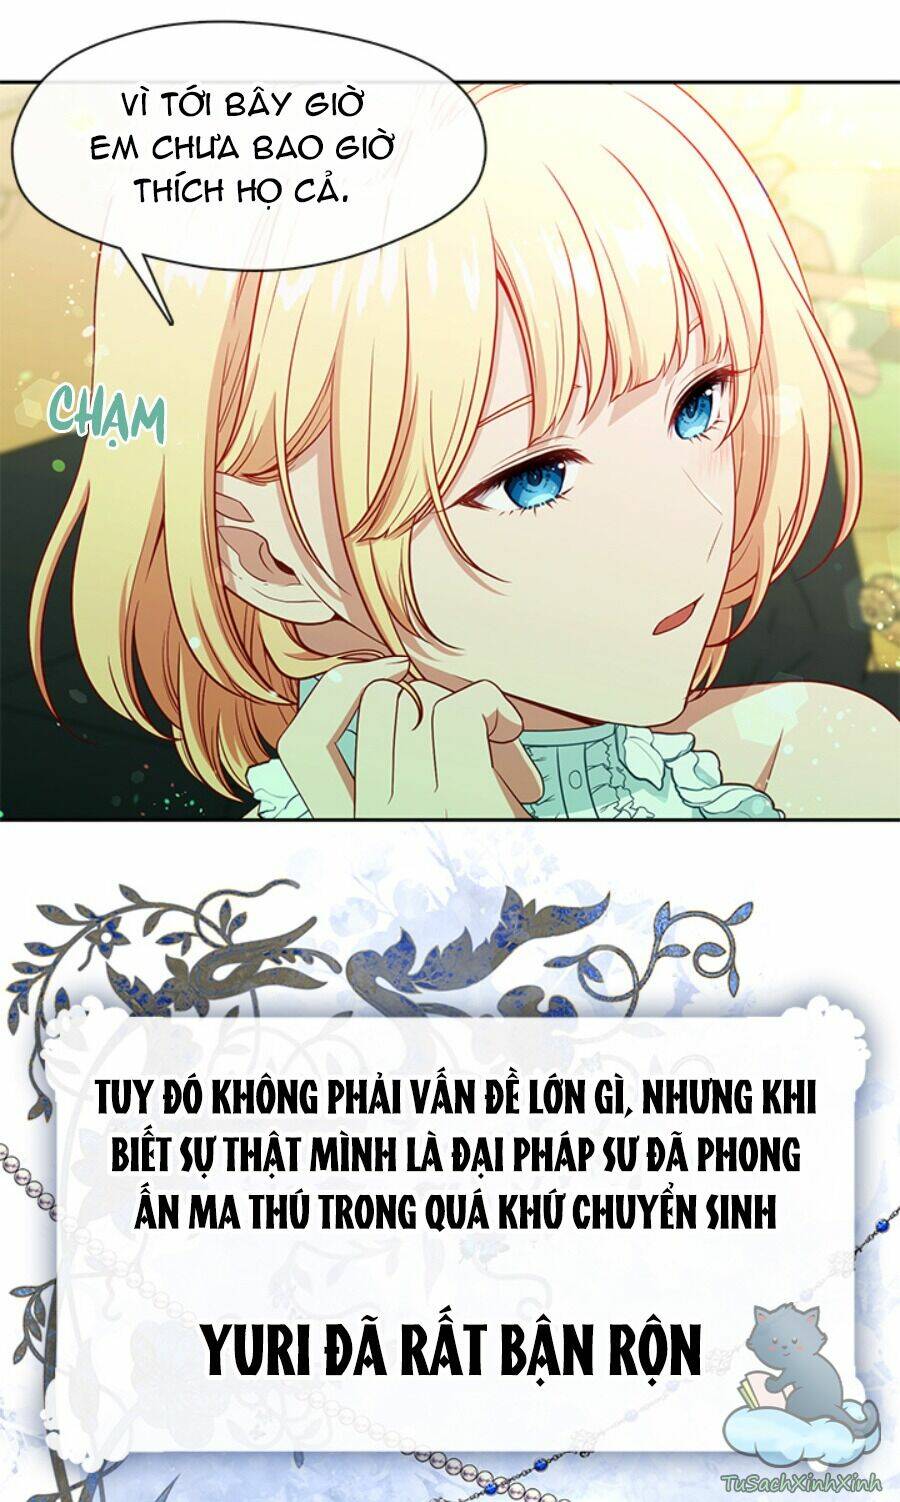 VÌ TỚI BÂY GIỜ
EM CHƯA BAO GIỜ
THÍCH HỌ CẢ.
CHẠM
TUY ĐÓ KHÔNG PHẢI VẤN ĐỀ LỚN GÌ, NHƯNG KHI
BIẾT SỰ THẬT MÌNH LÀ ĐẠI PHÁP SƯ ĐÃ PHONG
ẤN MA THÚ TRONG QUÁ KHỨ CHUYỂN SINH
YURI ĐÃ RẤT BẬN RỘN
TuSachXinhXinh